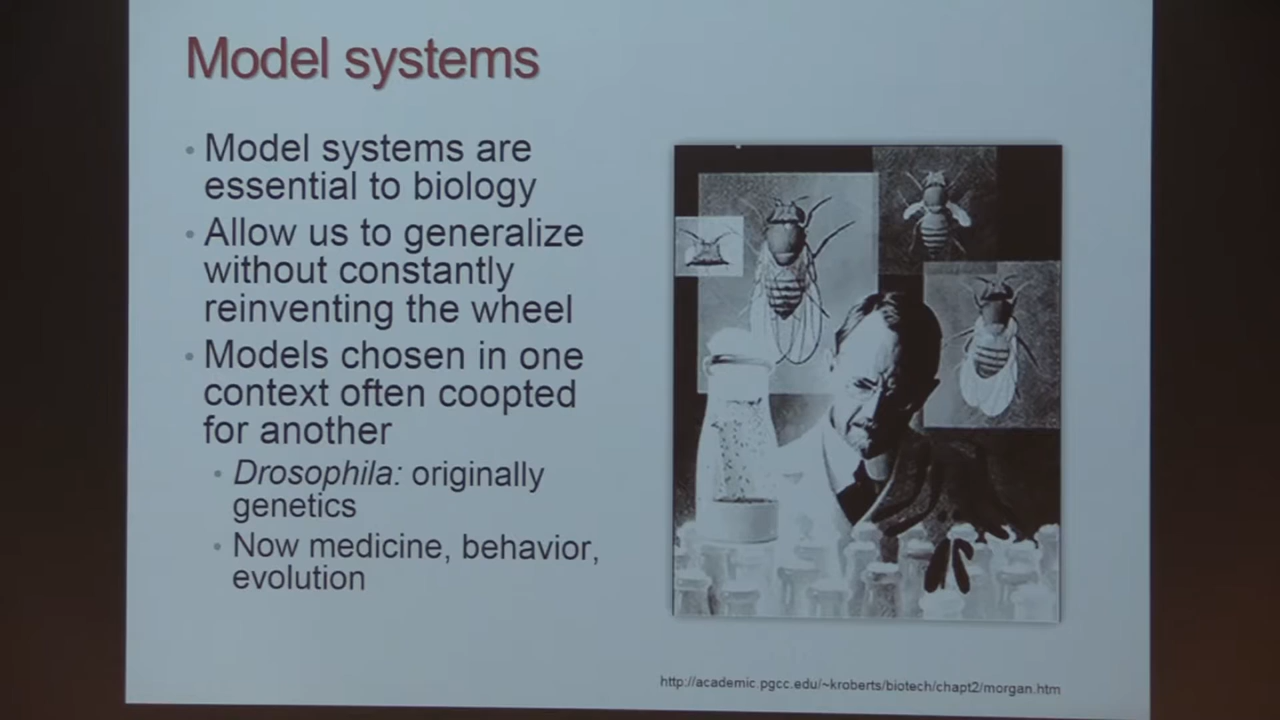 Model systems
• Model systems are
essential to biology
• Allow us to generalize
without constantly
reinventing the wheel
• Models chosen in one
context often coopted
for another
• Drosophila: originally
genetics
• Now medicine, behavior,
evolution
http://academic.pgcc.edu/~kroberts/biotech/chapt2/morgan.htm